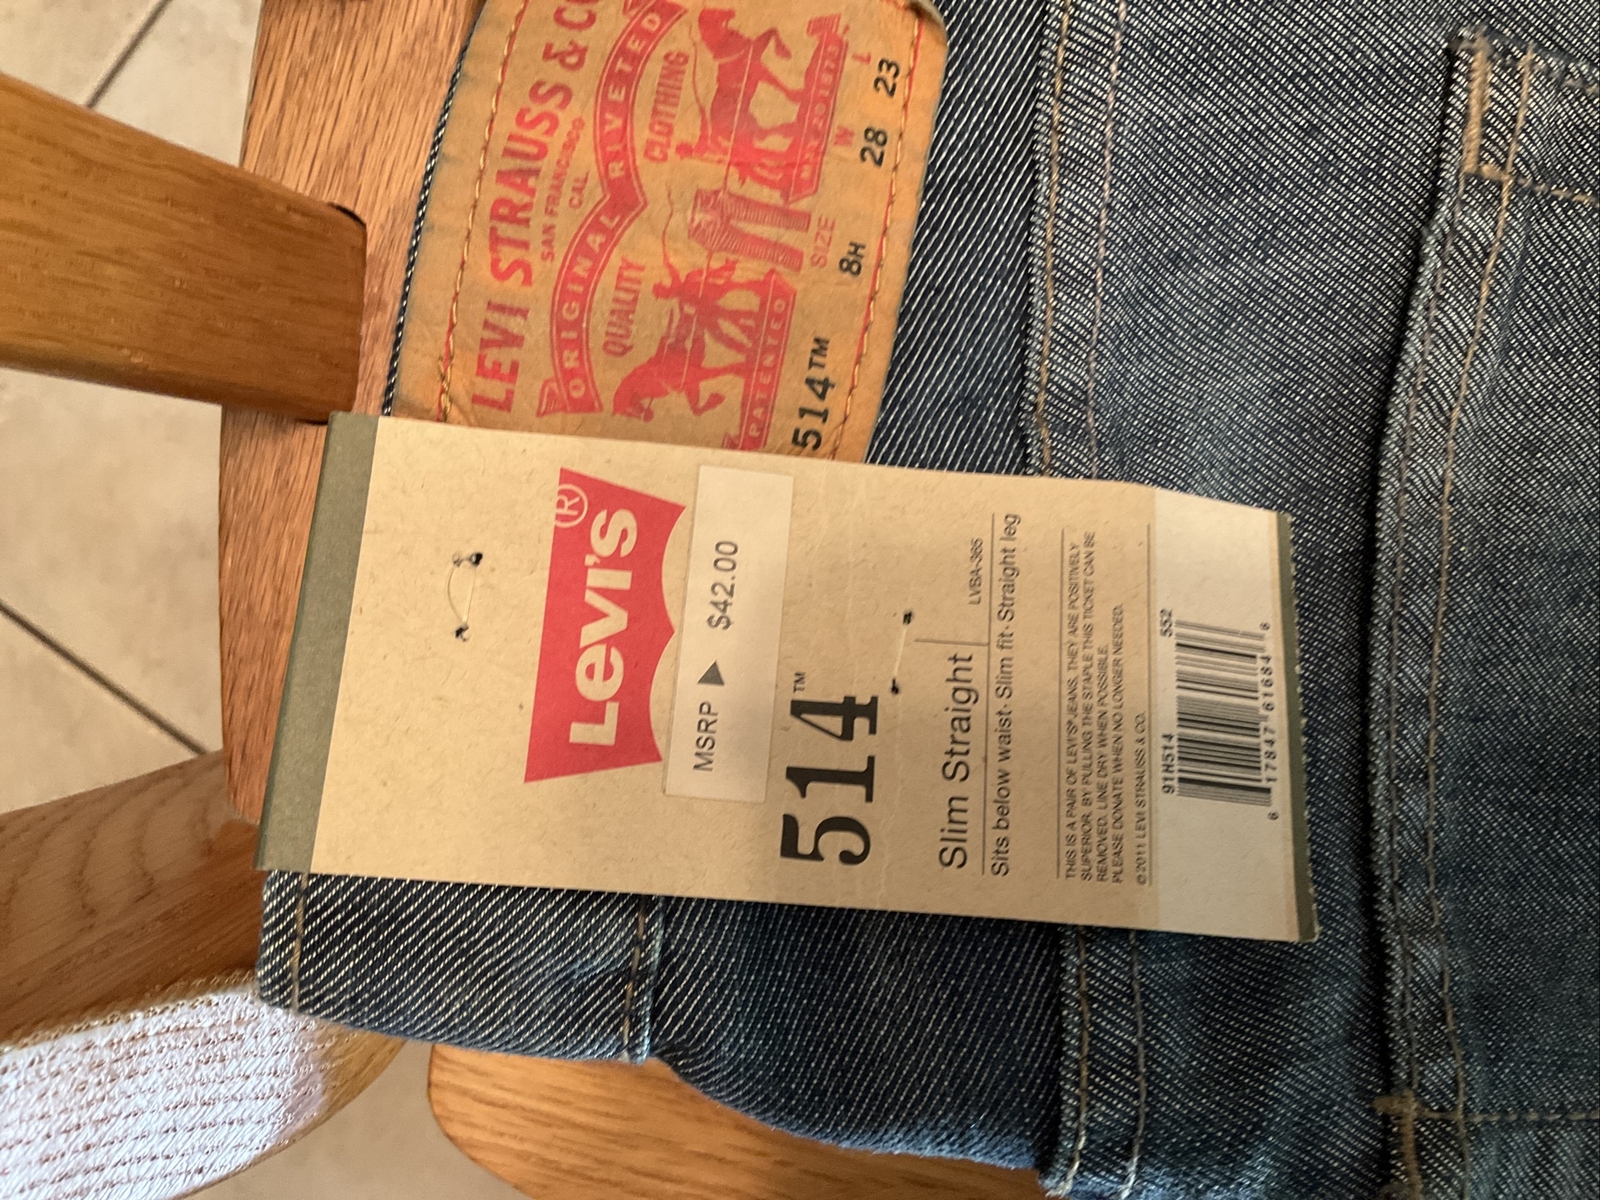 LEVI STRAUSS & CO
SAN FRANCISCO
CAL
ORIGINAL RIVETED
QUALITY CLOTHING
PATENTED MAY 20 1873
SIZE W L
514™ 8H 28 23
Levi's®
MSRP ▶ $42.00
514™
Slim Straight LVBA-365
Sits below waist·Slim fit·Straight leg
THIS IS A PAIR OF LEVI'S® JEANS. THEY ARE POSITIVELY
SUPERIOR. BY PULLING THE STAPLE THIS TICKET CAN BE
REMOVED. LINE DRY WHEN POSSIBLE.
PLEASE DONATE WHEN NO LONGER NEEDED.
©2011 LEVI STRAUSS & CO.
91H514 552
6 17847 61684 6